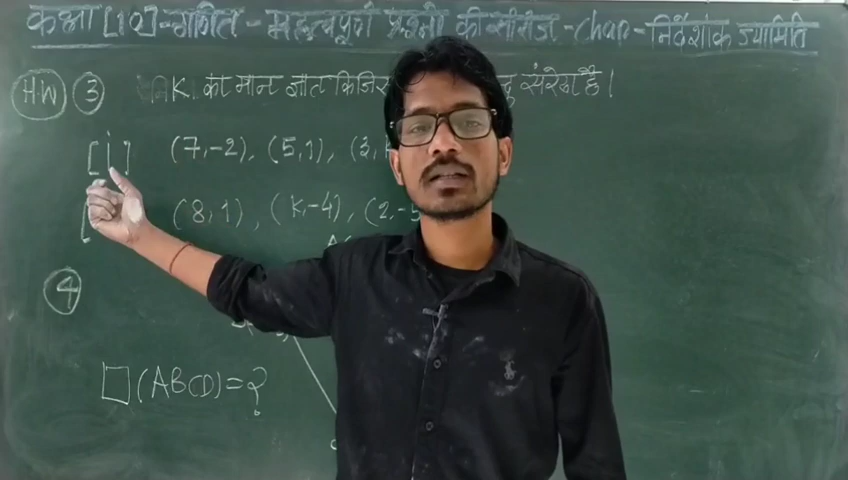 कक्षा [10]-गणित-महत्वपूर्ण प्रश्नो की सीरीज-Chap-निर्देशांक ज्यामिति
H.W ③ K का मान ज्ञात किजिए संरेख है।
[i] (7,-2), (5,1), (3,
(8,1), (K,-4), (2,-5
④
□(ABCD)=?